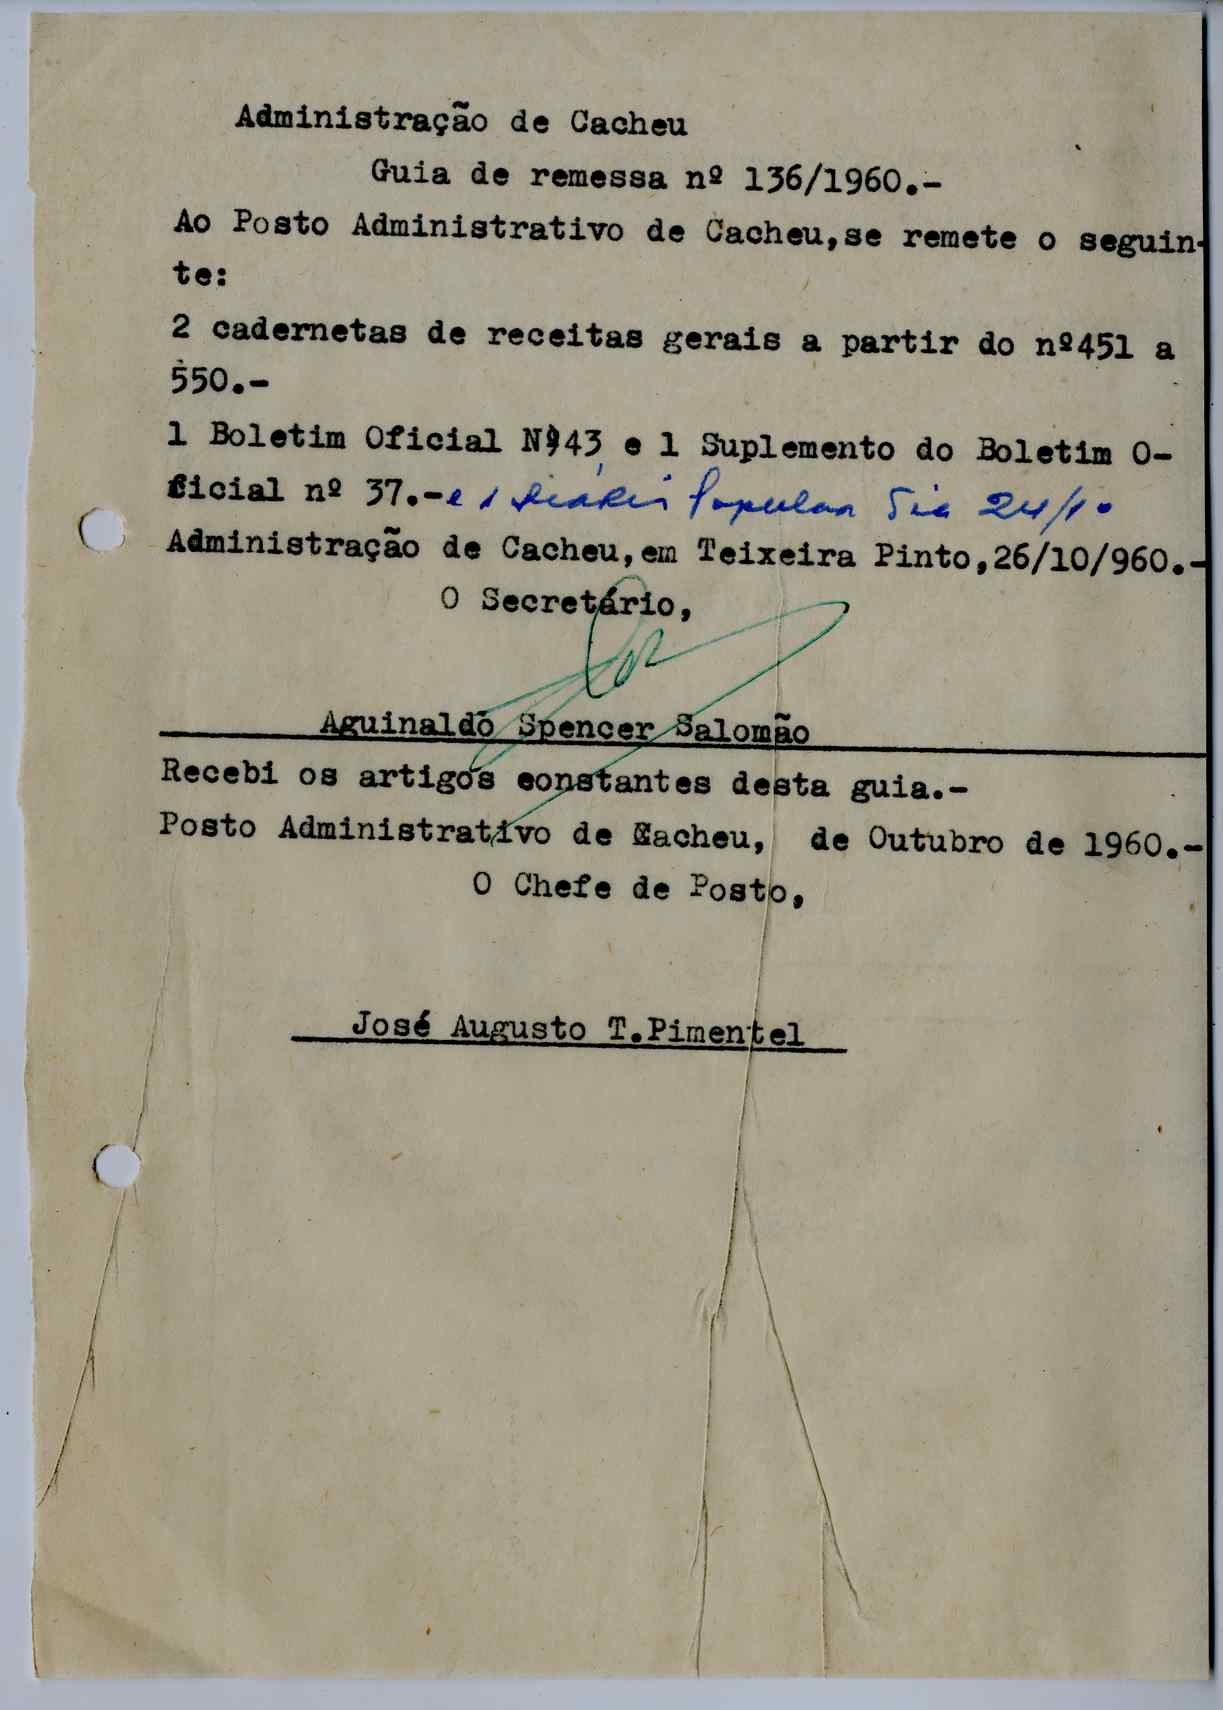 Administração de Cacheu
Guia de remessa nº 136/1960.-
Ao Posto Administrativo de Cacheu,se remete o seguin-
te:
2 cadernetas de receitas gerais a partir do nº451 a
550.-
1 Boletim Oficial Nº43 e 1 Suplemento do Boletim O-
ficial nº 37.- e 1 Diário Popular dia 24/10
Administração de Cacheu,em Teixeira Pinto,26/10/960.-
O Secretário,
Aguinaldo Spencer Salomão
Recebi os artigos constantes desta guia.-
Posto Administrativo de Cacheu, de Outubro de 1960.-
O Chefe de Posto,
José Augusto T.Pimentel